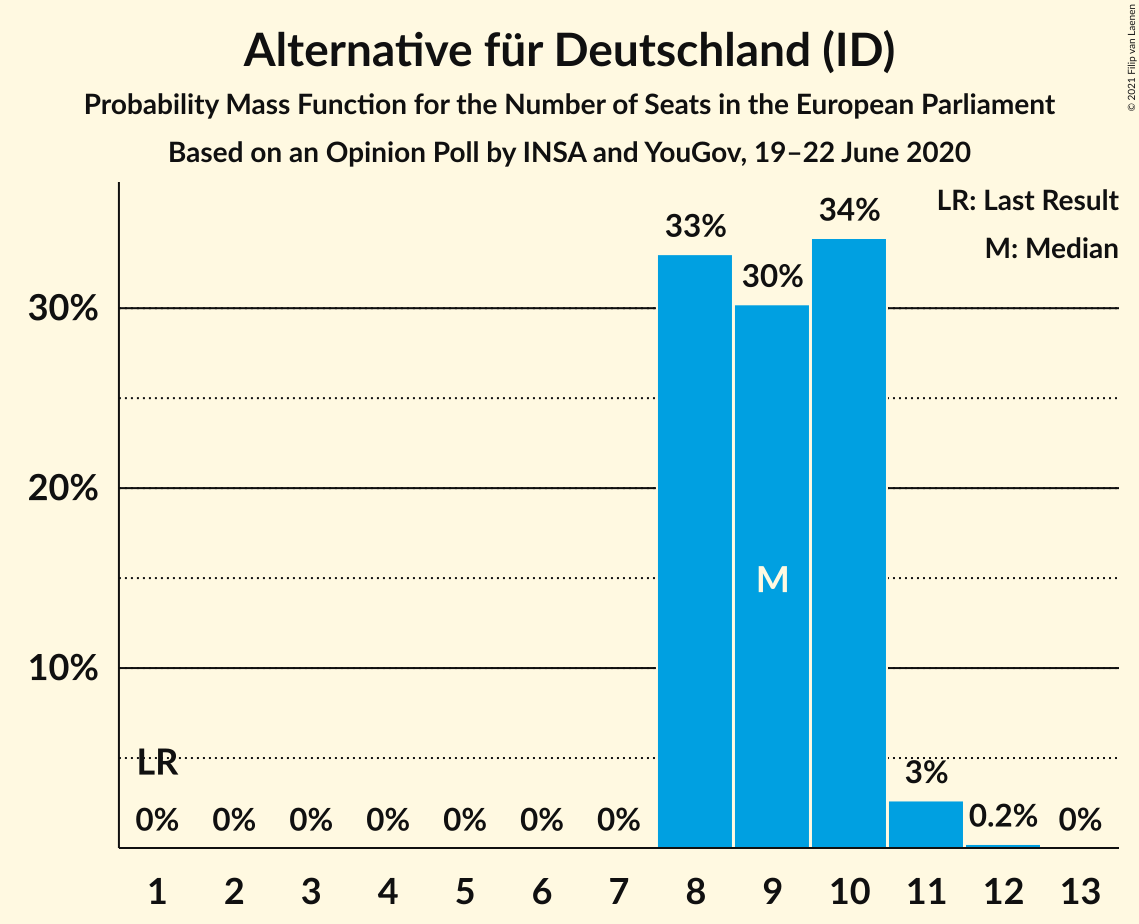 Alternative für Deutschland (ID)
Probability Mass Function for the Number of Seats in the European Parliament
Based on an Opinion Poll by INSA and YouGov, 19–22 June 2020
© 2021 Filip van Laenen
LR: Last Result
M: Median
33%
30%
34%
30%
20%
10%
M
LR
3%
0%
0%
0%
0%
0%
0%
0%
0.2%
0%
1 2 3 4 5 6 7 8 9 10 11 12 13